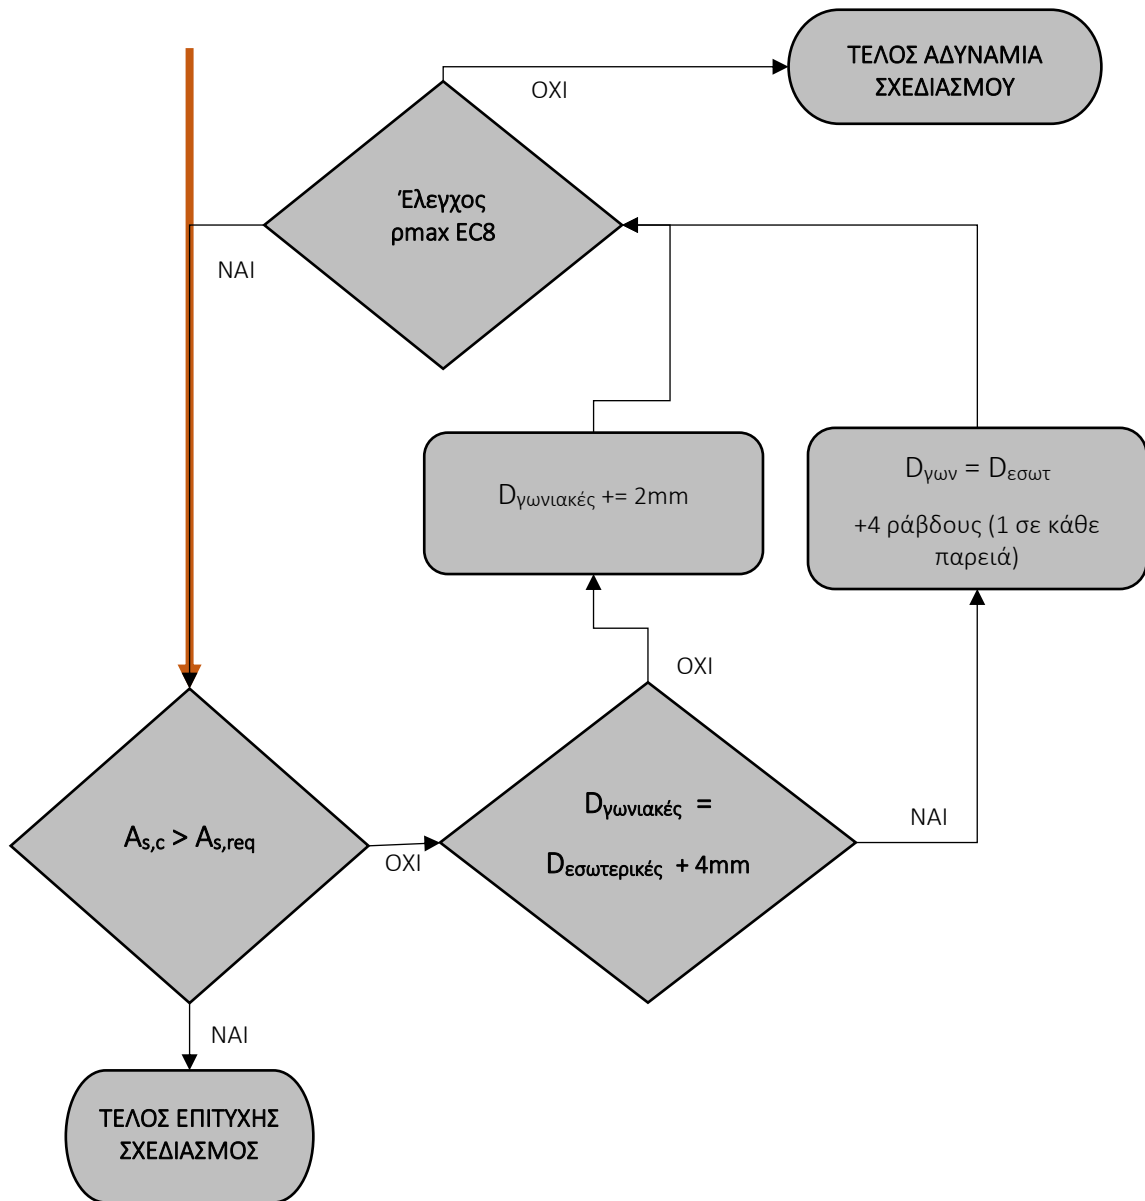 ΤΕΛΟΣ ΑΔΥΝΑΜΙΑ
ΣΧΕΔΙΑΣΜΟΥ
ΟΧΙ
Έλεγχος
ρmax EC8
ΝΑΙ
Dγωνιακές += 2mm
Dγων = Dεσωτ
+4 ράβδους (1 σε κάθε
παρειά)
ΟΧΙ
As,c > As,req
ΟΧΙ
Dγωνιακές =
Dεσωτερικές + 4mm
ΝΑΙ
ΝΑΙ
ΤΕΛΟΣ ΕΠΙΤΥΧΗΣ
ΣΧΕΔΙΑΣΜΟΣ